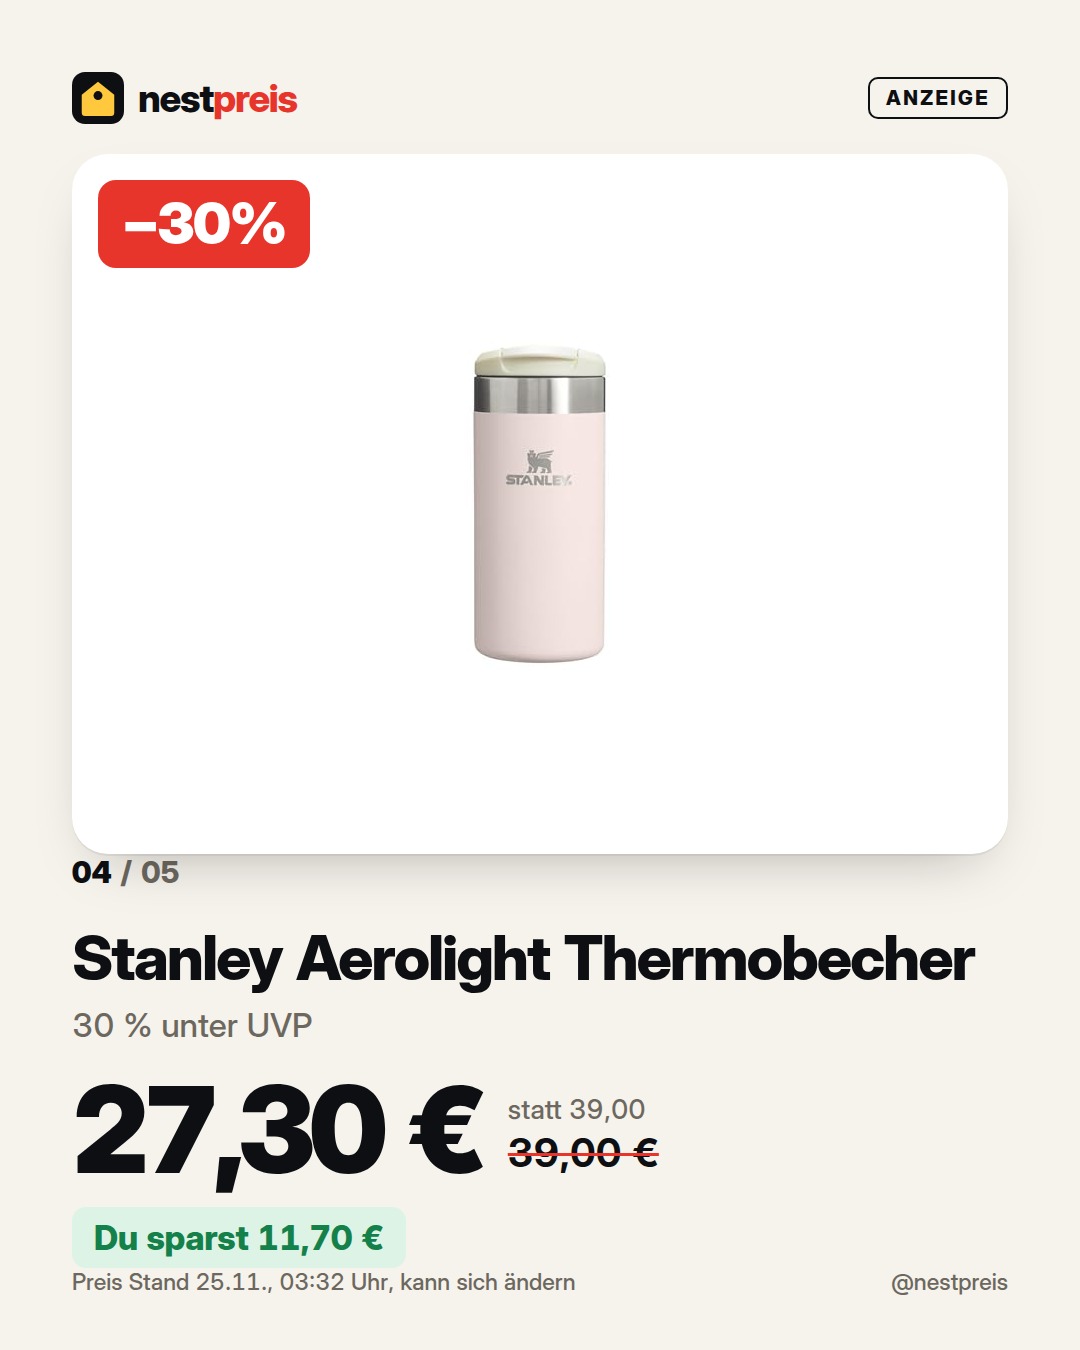 nestpreis
ANZEIGE
–30%
STANLEY
04 / 05
Stanley Aerolight Thermobecher
30 % unter UVP
27,30 €
statt 39,00
39,00 €
Du sparst 11,70 €
Preis Stand 25.11., 03:32 Uhr, kann sich ändern
@nestpreis